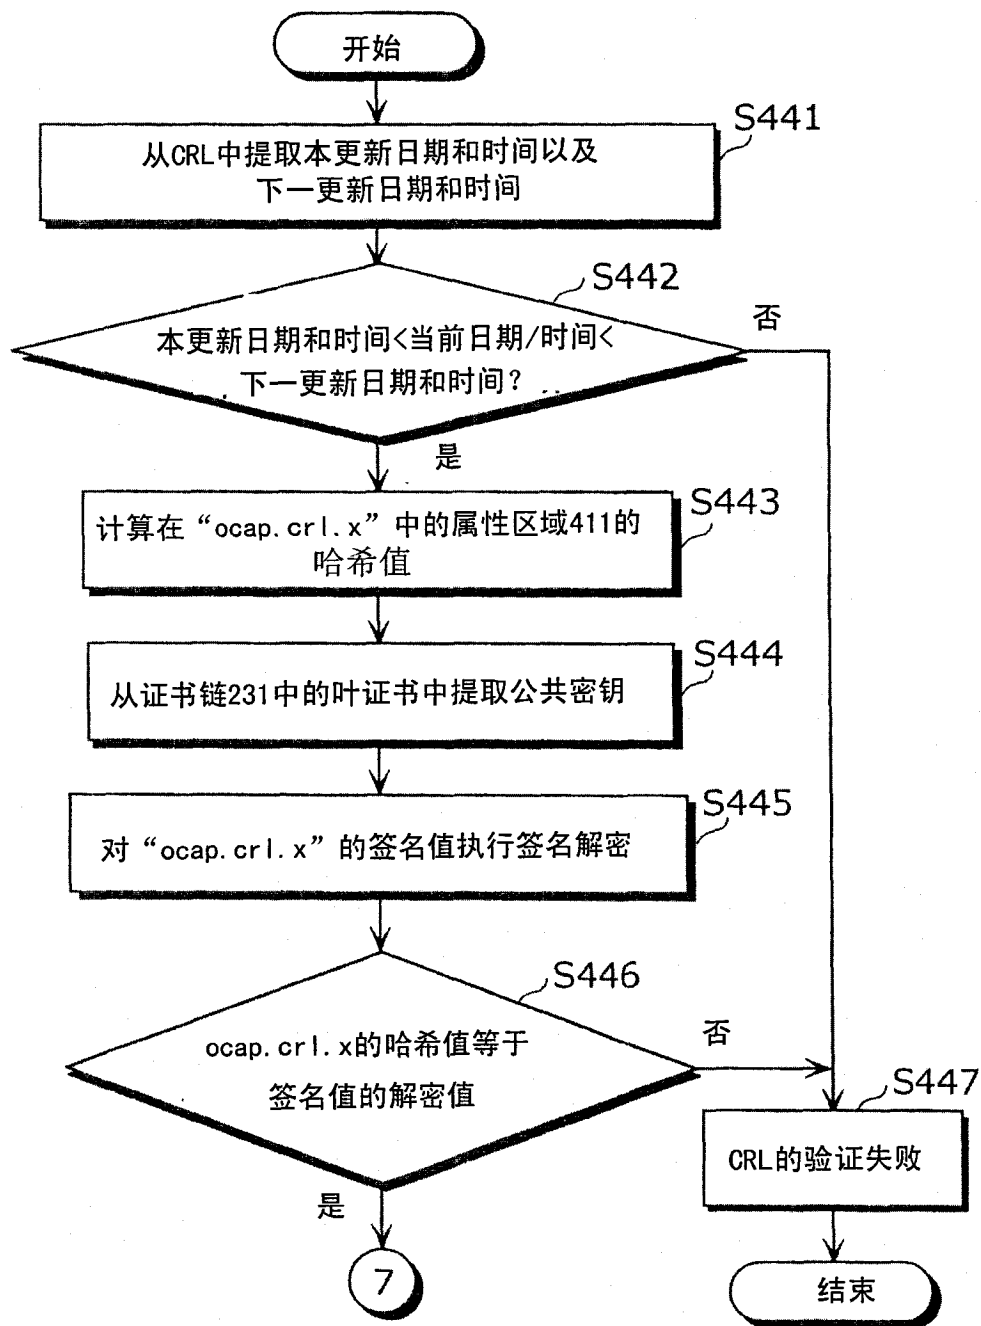 开始
S441
从CRL中提取本更新日期和时间以及
下一更新日期和时间
S442
否
本更新日期和时间<当前日期/时间<
下一更新日期和时间？
是
S443
计算在“ocap.crl.x”中的属性区域411的
哈希值
S444
从证书链231中的叶证书中提取公共密钥
S445
对“ocap.crl.x”的签名值执行签名解密
S446
否
ocap.crl.x的哈希值等于
签名值的解密值
S447
CRL的验证失败
是
7
结束